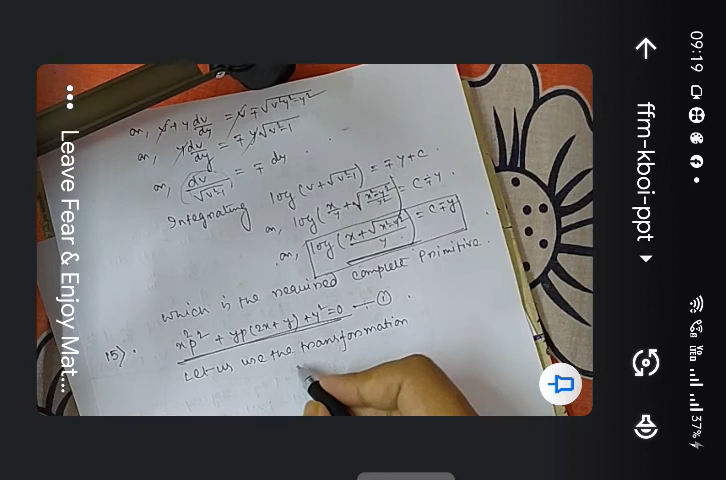 09:19
ffm-kboi-ppt
37%
Leave Fear & Enjoy Mat...
or, v + y dv/dy = v ∓ y√v²-1
or, y dv/dy = ∓ y√v²-1
or, dv/√v²-1 = ∓ dy
Integrating log(v+√v²-1) = ∓y+c.
or, log(x/y + √x²-y²/y²) = c∓y.
or, log(x+√x²-y²/y) = c∓y
which is the required complete Primitive.
15). x²p² + yp(2x+y) + y² = 0 — ①.
Let us use the transformation